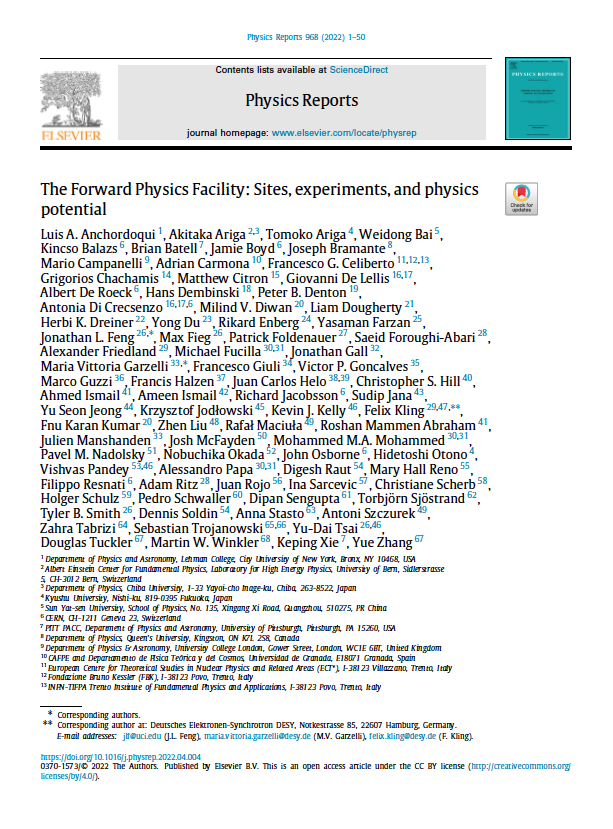 Physics Reports 968 (2022) 1–50
Contents lists available at ScienceDirect
Physics Reports
journal homepage: www.elsevier.com/locate/physrep
ELSEVIER
PHYSICS REPORTS
The Forward Physics Facility: Sites, experiments, and physics
potential
Check for
updates
Luis A. Anchordoqui 1, Akitaka Ariga 2,3, Tomoko Ariga 4, Weidong Bai 5,
Kincso Balazs 6, Brian Batell 7, Jamie Boyd 6, Joseph Bramante 8,
Mario Campanelli 9, Adrian Carmona 10, Francesco G. Celiberto 11,12,13,
Grigorios Chachamis 14, Matthew Citron 15, Giovanni De Lellis 16,17,
Albert De Roeck 6, Hans Dembinski 18, Peter B. Denton 19,
Antonia Di Crecsenzo 16,17,6, Milind V. Diwan 20, Liam Dougherty 21,
Herbi K. Dreiner 22, Yong Du 23, Rikard Enberg 24, Yasaman Farzan 25,
Jonathan L. Feng 26,*, Max Fieg 26, Patrick Foldenauer 27, Saeid Foroughi-Abari 28,
Alexander Friedland 29, Michael Fucilla 30,31, Jonathan Gall 32,
Maria Vittoria Garzelli 33,*, Francesco Giuli 34, Victor P. Goncalves 35,
Marco Guzzi 36, Francis Halzen 37, Juan Carlos Helo 38,39, Christopher S. Hill 40,
Ahmed Ismail 41, Ameen Ismail 42, Richard Jacobsson 6, Sudip Jana 43,
Yu Seon Jeong 44, Krzysztof Jodłowski 45, Kevin J. Kelly 46, Felix Kling 29,47,**,
Fnu Karan Kumar 20, Zhen Liu 48, Rafał Maciuła 49, Roshan Mammen Abraham 41,
Julien Manshanden 33, Josh McFayden 50, Mohammed M.A. Mohammed 30,31,
Pavel M. Nadolsky 51, Nobuchika Okada 52, John Osborne 6, Hidetoshi Otono 4,
Vishvas Pandey 53,46, Alessandro Papa 30,31, Digesh Raut 54, Mary Hall Reno 55,
Filippo Resnati 6, Adam Ritz 28, Juan Rojo 56, Ina Sarcevic 57, Christiane Scherb 58,
Holger Schulz 59, Pedro Schwaller 60, Dipan Sengupta 61, Torbjörn Sjöstrand 62,
Tyler B. Smith 26, Dennis Soldin 54, Anna Stasto 63, Antoni Szczurek 49,
Zahra Tabrizi 64, Sebastian Trojanowski 65,66, Yu-Dai Tsai 26,46,
Douglas Tuckler 67, Martin W. Winkler 68, Keping Xie 7, Yue Zhang 67
1 Department of Physics and Astronomy, Lehman College, City University of New York, Bronx, NY 10468, USA
2 Albert Einstein Center for Fundamental Physics, Laboratory for High Energy Physics, University of Bern, Sidlerstrasse
5, CH-3012 Bern, Switzerland
3 Department of Physics, Chiba University, 1-33 Yayoi-cho Inage-ku, Chiba, 263-8522, Japan
4 Kyushu University, Nishi-ku, 819-0395 Fukuoka, Japan
5 Sun Yat-sen University, School of Physics, No. 135, Xingang Xi Road, Guangzhou, 510275, PR China
6 CERN, CH-1211 Geneva 23, Switzerland
7 PITT PACC, Department of Physics and Astronomy, University of Pittsburgh, Pittsburgh, PA 15260, USA
8 Department of Physics, Queen's University, Kingston, ON K7L 2S8, Canada
9 Department of Physics & Astronomy, University College London, Gower Street, London, WC1E 6BT, United Kingdom
10 CAFPE and Departamento de Física Teórica y del Cosmos, Universidad de Granada, E18071 Granada, Spain
11 European Centre for Theoretical Studies in Nuclear Physics and Related Areas (ECT*), I-38123 Villazzano, Trento, Italy
12 Fondazione Bruno Kessler (FBK), I-38123 Povo, Trento, Italy
13 INFN-TIFPA Trento Institute of Fundamental Physics and Applications, I-38123 Povo, Trento, Italy
* Corresponding authors.
** Corresponding author at: Deutsches Elektronen-Synchrotron DESY, Notkestrasse 85, 22607 Hamburg, Germany.
E-mail addresses: jlf@uci.edu (J.L. Feng), maria.vittoria.garzelli@desy.de (M.V. Garzelli), felix.kling@desy.de (F. Kling).
https://doi.org/10.1016/j.physrep.2022.04.004
0370-1573/© 2022 The Authors. Published by Elsevier B.V. This is an open access article under the CC BY license (http://creativecommons.org/
licenses/by/4.0/).